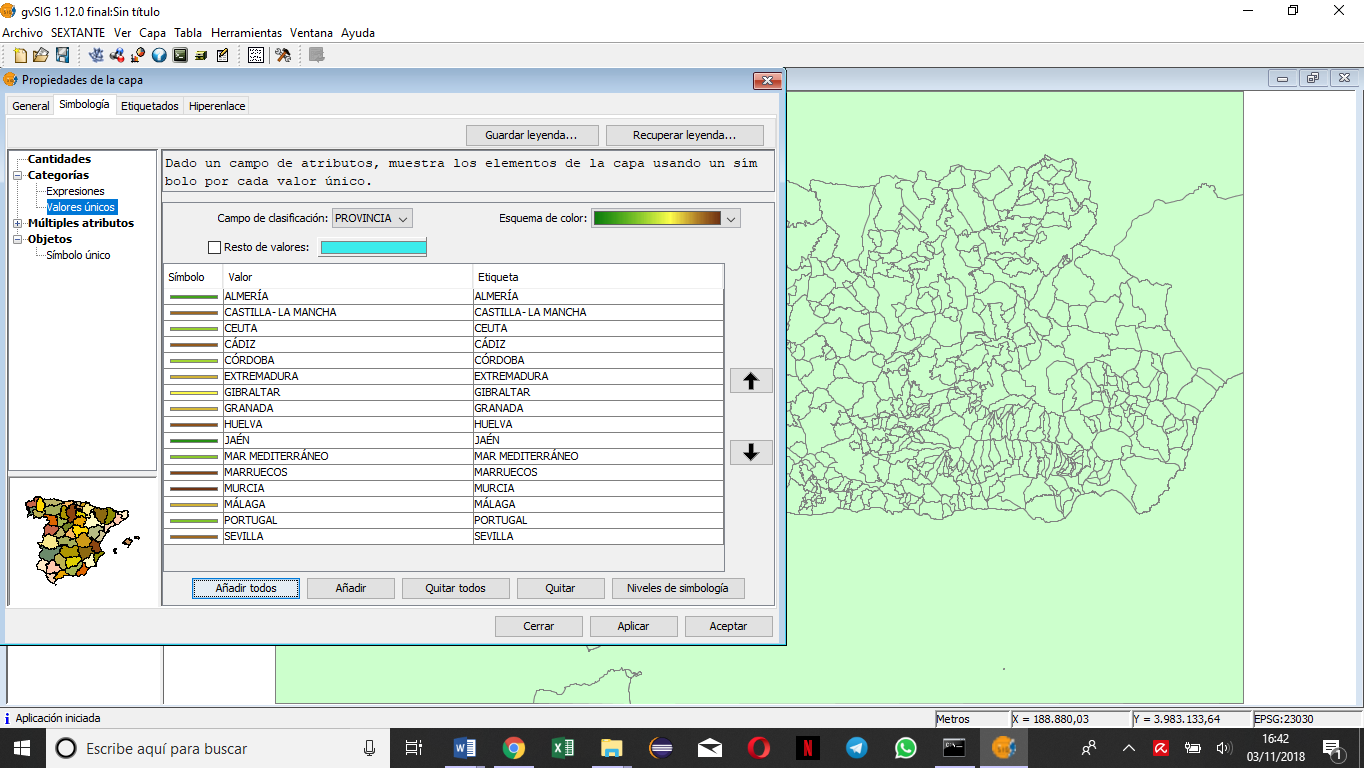 gvSIG 1.12.0 final:Sin título
Archivo SEXTANTE Ver Capa Tabla Herramientas Ventana Ayuda
Propiedades de la capa
General Simbología Etiquetados Hiperenlace
Guardar leyenda... Recuperar leyenda...
Cantidades
Categorías
Expresiones
Valores únicos
Múltiples atributos
Objetos
Símbolo único
Dado un campo de atributos, muestra los elementos de la capa usando un sím
bolo por cada valor único.
Campo de clasificación: PROVINCIA Esquema de color:
Resto de valores:
Símbolo Valor Etiqueta
ALMERÍA ALMERÍA
CASTILLA- LA MANCHA CASTILLA- LA MANCHA
CEUTA CEUTA
CÁDIZ CÁDIZ
CÓRDOBA CÓRDOBA
EXTREMADURA EXTREMADURA
GIBRALTAR GIBRALTAR
GRANADA GRANADA
HUELVA HUELVA
JAÉN JAÉN
MAR MEDITERRÁNEO MAR MEDITERRÁNEO
MARRUECOS MARRUECOS
MURCIA MURCIA
MÁLAGA MÁLAGA
PORTUGAL PORTUGAL
SEVILLA SEVILLA
Añadir todos Añadir Quitar todos Quitar Niveles de simbología
Cerrar Aplicar Aceptar
Aplicación iniciada Metros X = 188.880,03 Y = 3.983.133,64 EPSG:23030
Escribe aquí para buscar
16:42
03/11/2018
1